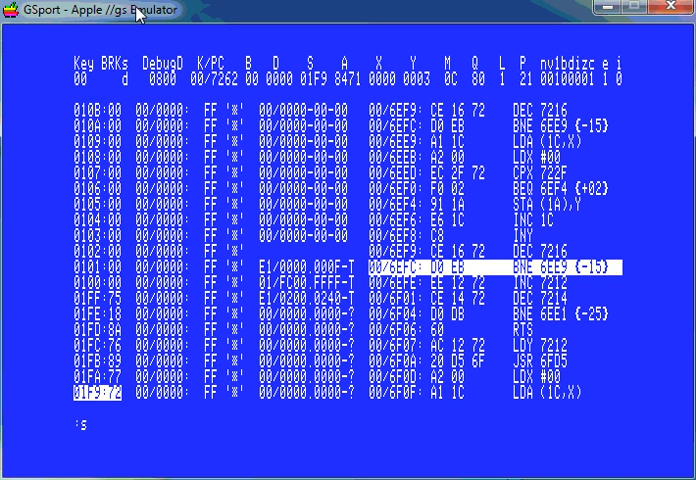 GSport - Apple //gs Emulator
Key BRKs DebugD K/PC B D S A X Y M Q L P nv1bdizc e i
00 d 0800 00/7262 00 0000 01F9 8471 0000 0003 0C 80 1 21 00100001 1 0
010B:00 00/0000: FF '※' 00/0000-00-00 00/6EF9: CE 16 72 DEC 7216
010A:00 00/0000: FF '※' 00/0000-00-00 00/6EFC: D0 EB BNE 6EE9 {-15}
0109:00 00/0000: FF '※' 00/0000-00-00 00/6EE9: A1 1C LDA (1C,X)
0108:00 00/0000: FF '※' 00/0000-00-00 00/6EEB: A2 00 LDX #00
0107:00 00/0000: FF '※' 00/0000-00-00 00/6EED: EC 2F 72 CPX 722F
0106:00 00/0000: FF '※' 00/0000-00-00 00/6EF0: F0 02 BEQ 6EF4 {+02}
0105:00 00/0000: FF '※' 00/0000-00-00 00/6EF4: 91 1A STA (1A),Y
0104:00 00/0000: FF '※' 00/0000-00-00 00/6EF6: E6 1C INC 1C
0103:00 00/0000: FF '※' 00/0000-00-00 00/6EF8: C8 INY
0102:00 00/0000: FF '※' 00/6EF9: CE 16 72 DEC 7216
0101:00 00/0000: FF '※' E1/0000.000F-T 00/6EFC: D0 EB BNE 6EE9 {-15}
0100:00 00/0000: FF '※' 01/FC00.FFFF-T 00/6EFE: EE 12 72 INC 7212
01FF:75 00/0000: FF '※' E1/0200.0240-T 00/6F01: CE 14 72 DEC 7214
01FE:18 00/0000: FF '※' 00/0000.0000-? 00/6F04: D0 DB BNE 6EE1 {-25}
01FD:8A 00/0000: FF '※' 00/0000.0000-? 00/6F06: 60 RTS
01FC:76 00/0000: FF '※' 00/0000.0000-? 00/6F07: AC 12 72 LDY 7212
01FB:89 00/0000: FF '※' 00/0000.0000-? 00/6F0A: 20 D5 6F JSR 6FD5
01FA:77 00/0000: FF '※' 00/0000.0000-? 00/6F0D: A2 00 LDX #00
01F9:72 00/0000: FF '※' 00/0000.0000-? 00/6F0F: A1 1C LDA (1C,X)
:s